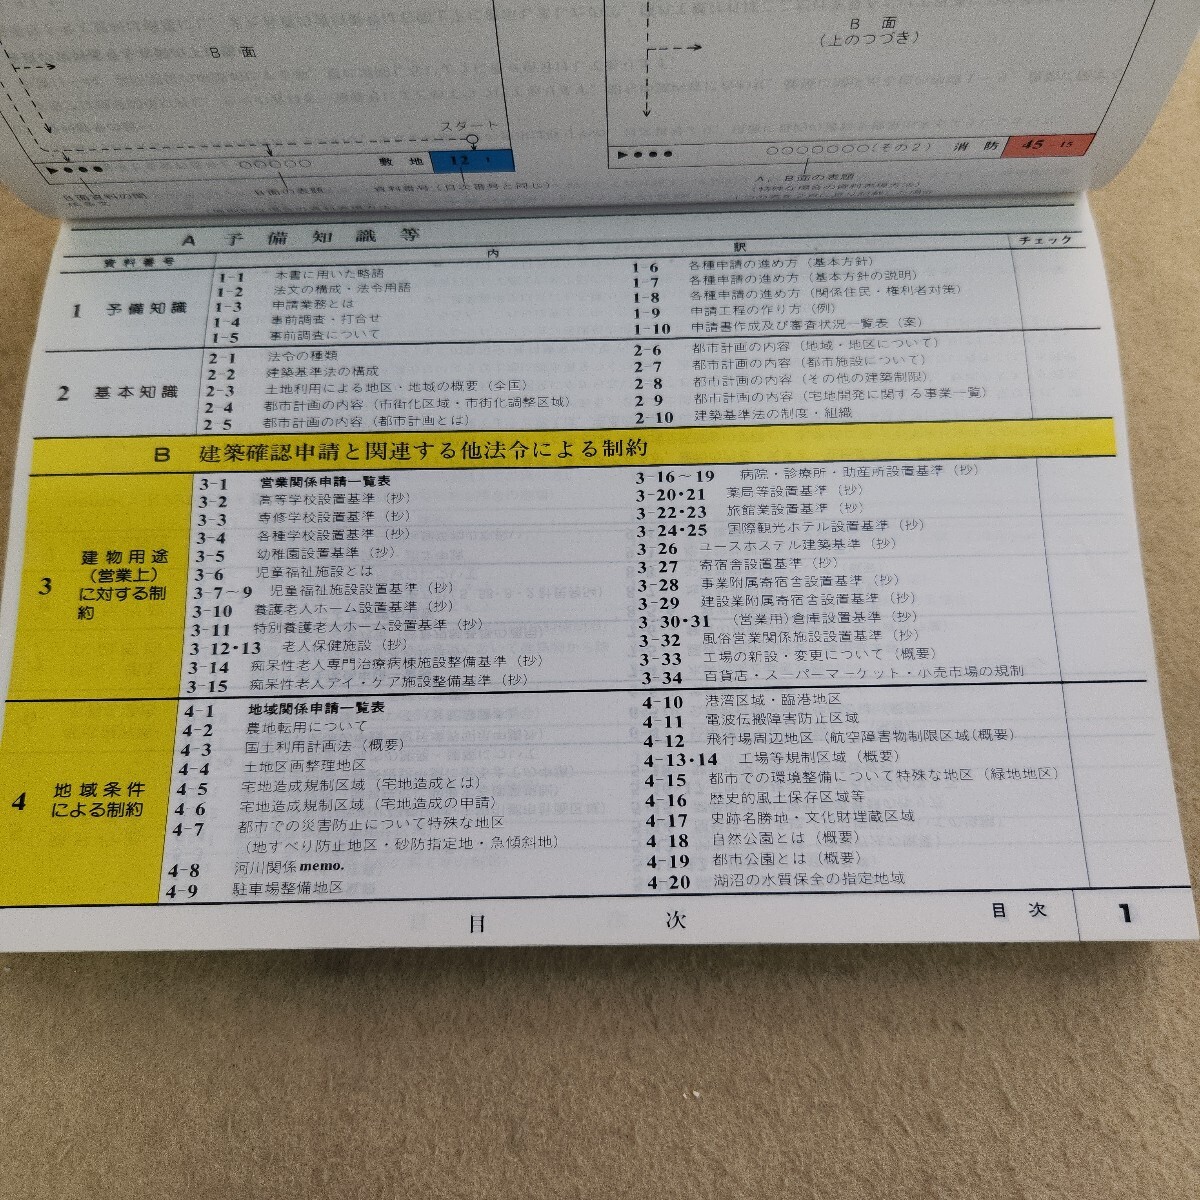 B 面
スタート
○○○○○
敷 地
12 - 1
B面の表題
資料番号（目次番号と同じ）
B 面
（上のつづき）
○○○○○○○（その２）
消 防
45 - 15
A、B面の表題
A 予 備 知 識 等
資料番号
内
訳
チェック
1 予備知識
1-1 本書に用いた略語
1-2 法文の構成・法令用語
1-3 申請業務とは
1-4 事前調査・打合せ
1-5 事前調査について
1-6 各種申請の進め方（基本方針）
1-7 各種申請の進め方（基本方針の説明）
1-8 各種申請の進め方（関係住民・権利者対策）
1-9 申請工程の作り方（例）
1-10 申請書作成及び審査状況一覧表（案）
2 基本知識
2-1 法令の種類
2-2 建築基準法の構成
2-3 土地利用による地区・地域の概要（全国）
2-4 都市計画の内容（市街化区域・市街化調整区域）
2-5 都市計画の内容（都市計画とは）
2-6 都市計画の内容（地域・地区について）
2-7 都市計画の内容（都市施設について）
2-8 都市計画の内容（その他の建築制限）
2-9 都市計画の内容（宅地開発に関する事業一覧）
2-10 建築基準法の制度・組織
B 建築確認申請と関連する他法令による制約
3 建物用途
（営業上）
に対する制
約
3-1 営業関係申請一覧表
3-2 高等学校設置基準（抄）
3-3 専修学校設置基準（抄）
3-4 各種学校設置基準（抄）
3-5 幼稚園設置基準（抄）
3-6 児童福祉施設とは
3-7～9 児童福祉施設設置基準（抄）
3-10 養護老人ホーム設置基準（抄）
3-11 特別養護老人ホーム設置基準（抄）
3-12・13 老人保健施設（抄）
3-14 痴呆性老人専門治療病棟施設整備基準（抄）
3-15 痴呆性老人デイ・ケア施設整備基準（抄）
3-16～19 病院・診療所・助産所設置基準（抄）
3-20・21 薬局等設置基準（抄）
3-22・23 旅館業設置基準（抄）
3-24・25 国際観光ホテル設置基準（抄）
3-26 ユースホステル建築基準（抄）
3-27 寄宿舎設置基準（抄）
3-28 事業附属寄宿舎設置基準（抄）
3-29 建設業附属寄宿舎設置基準（抄）
3-30・31 （営業用）倉庫設置基準（抄）
3-32 風俗営業関係施設設置基準（抄）
3-33 工場の新設・変更について（概要）
3-34 百貨店・スーパーマーケット・小売市場の規制
4 地域条件
による制約
4-1 地域関係申請一覧表
4-2 農地転用について
4-3 国土利用計画法（概要）
4-4 土地区画整理地区
4-5 宅地造成規制区域（宅地造成とは）
4-6 宅地造成規制区域（宅地造成の申請）
4-7 都市での災害防止について特殊な地区
（地すべり防止地区・砂防指定地・急傾斜地）
4-8 河川関係memo.
4-9 駐車場整備地区
4-10 港湾区域・臨港地区
4-11 電波伝搬障害防止区域
4-12 飛行場周辺地区（航空障害物制限区域（概要）
4-13・14 工場等規制区域（概要）
4-15 都市での環境整備について特殊な地区（緑地地区）
4-16 歴史的風土保存区域等
4-17 史跡名勝地・文化財埋蔵区域
4-18 自然公園とは（概要）
4-19 都市公園とは（概要）
4-20 湖沼の水質保全の指定地域
目 次
目 次
1